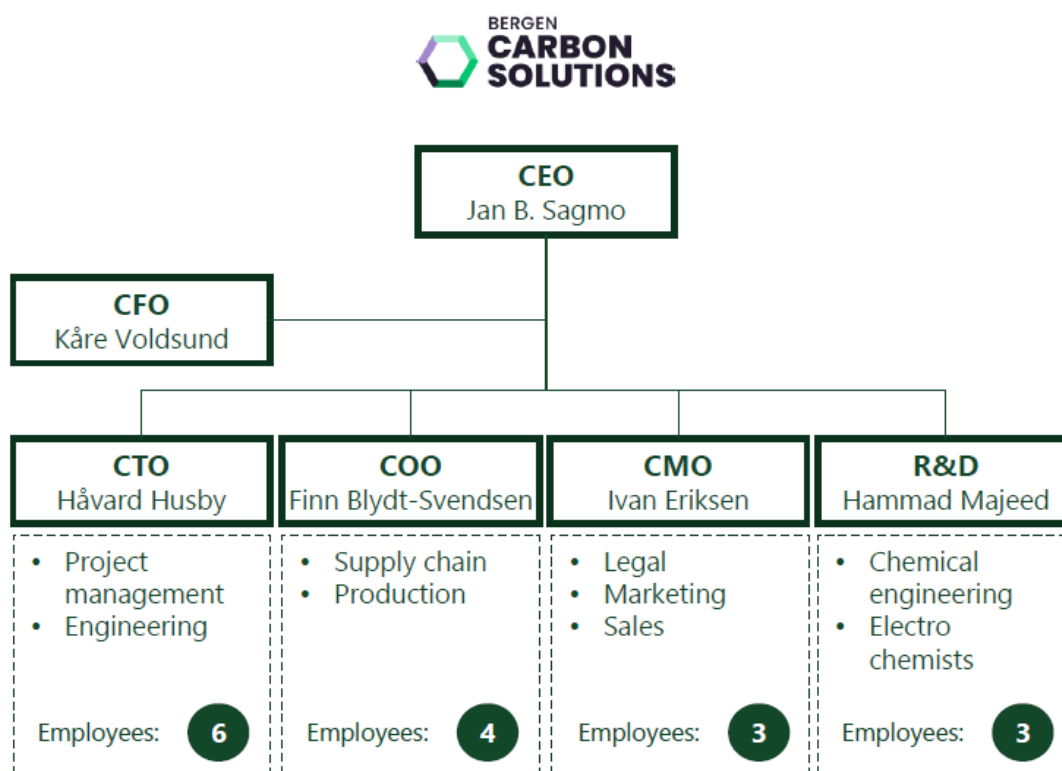 BERGEN
CARBON
SOLUTIONS
CEO
Jan B. Sagmo
CFO
Kåre Voldsund
CTO
Håvard Husby
• Project
management
• Engineering
Employees: 6
COO
Finn Blydt-Svendsen
• Supply chain
• Production
Employees: 4
CMO
Ivan Eriksen
• Legal
• Marketing
• Sales
Employees: 3
R&D
Hammad Majeed
• Chemical
engineering
• Electro
chemists
Employees: 3